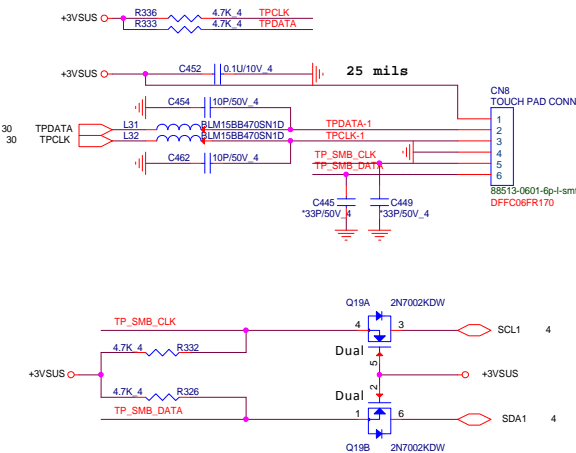 R336 4.7K_4 TPCLK
+3VSUS
R333 4.7K_4 TPDATA
C452 0.1U/10V_4
+3VSUS
25 mils
CN8
TOUCH PAD CONN
C454 10P/50V_4
1
30 TPDATA L31 BLM15BB470SN1D TPDATA-1 2
30 TPCLK L32 BLM15BB470SN1D TPCLK-1 3
4
C462 10P/50V_4 TP_SMB_CLK 5
TP_SMB_DATA 6
88513-0601-6p-l-smt
DFFC06FR170
C445 C449
*33P/50V_4 *33P/50V_4
Q19A 2N7002KDW
TP_SMB_CLK 4 3 SCL1 4
4.7K_4 R332 Dual 5
+3VSUS +3VSUS
4.7K_4 R326 Dual 2
TP_SMB_DATA 1 6 SDA1 4
Q19B 2N7002KDW